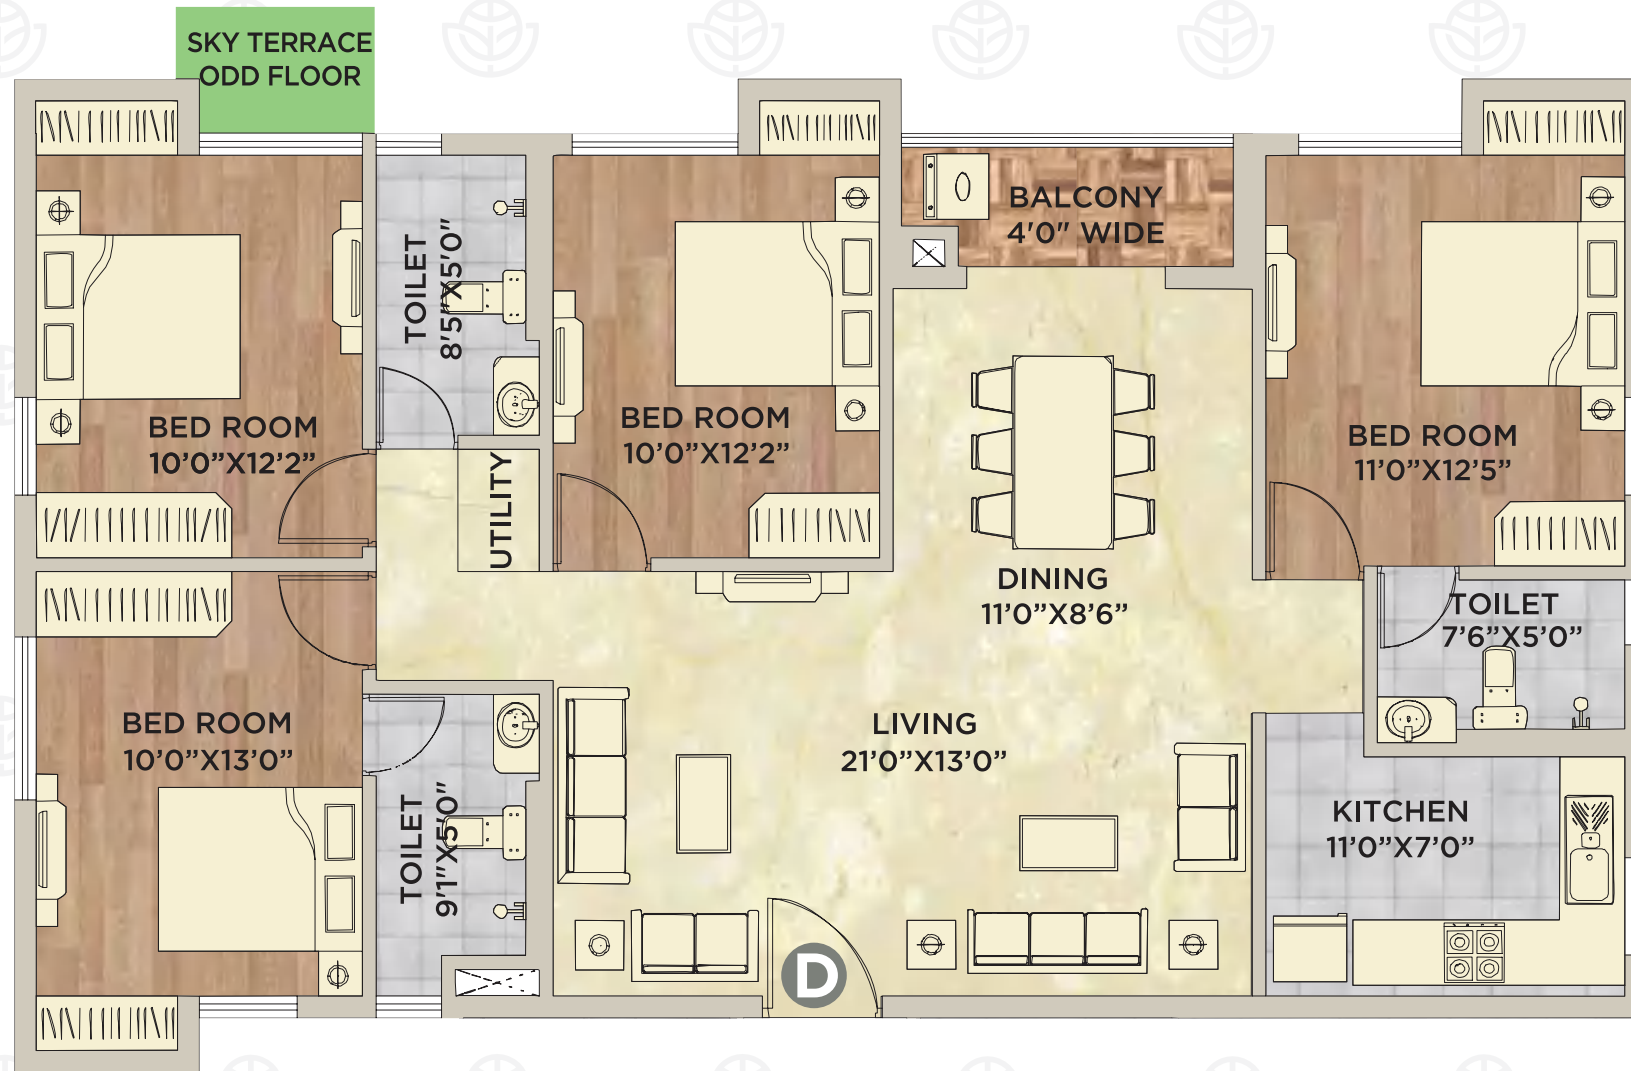 SKY TERRACE
ODD FLOOR
BED ROOM
10'0"X12'2"
TOILET
8'5"X5'0"
UTILITY
BED ROOM
10'0"X12'2"
BALCONY
4'0" WIDE
BED ROOM
11'0"X12'5"
DINING
11'0"X8'6"
TOILET
7'6"X5'0"
BED ROOM
10'0"X13'0"
TOILET
9'1"X5'0"
LIVING
21'0"X13'0"
KITCHEN
11'0"X7'0"
D